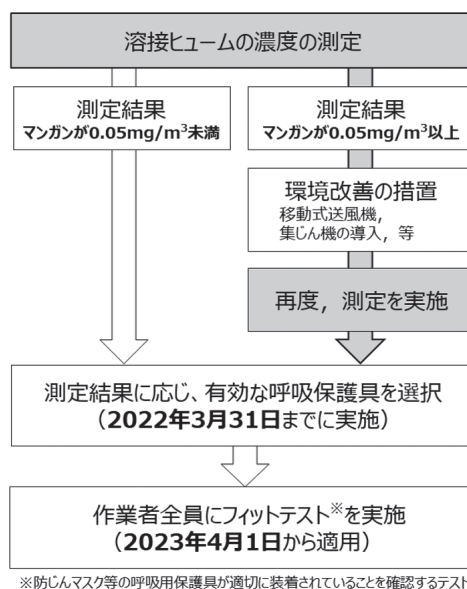 溶接ヒュームの濃度の測定
測定結果
マンガンが0.05mg/m³未満
測定結果
マンガンが0.05mg/m³以上
環境改善の措置
移動式送風機，
集じん機の導入，等
再度，測定を実施
測定結果に応じ、有効な呼吸保護具を選択
（2022年3月31日までに実施）
作業者全員にフィットテスト※を実施
（2023年4月1日から適用）
※防じんマスク等の呼吸用保護具が適切に装着されていることを確認するテスト